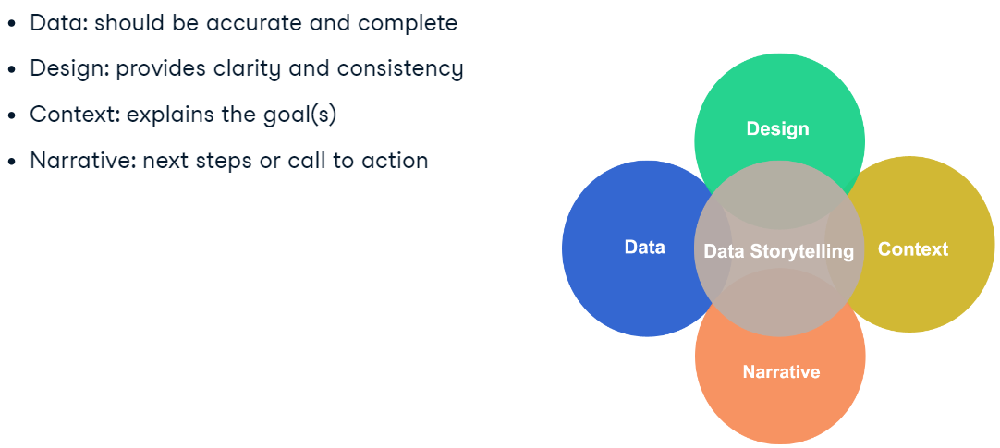 • Data: should be accurate and complete
• Design: provides clarity and consistency
• Context: explains the goal(s)
• Narrative: next steps or call to action
Design
Data
Data Storytelling
Context
Narrative